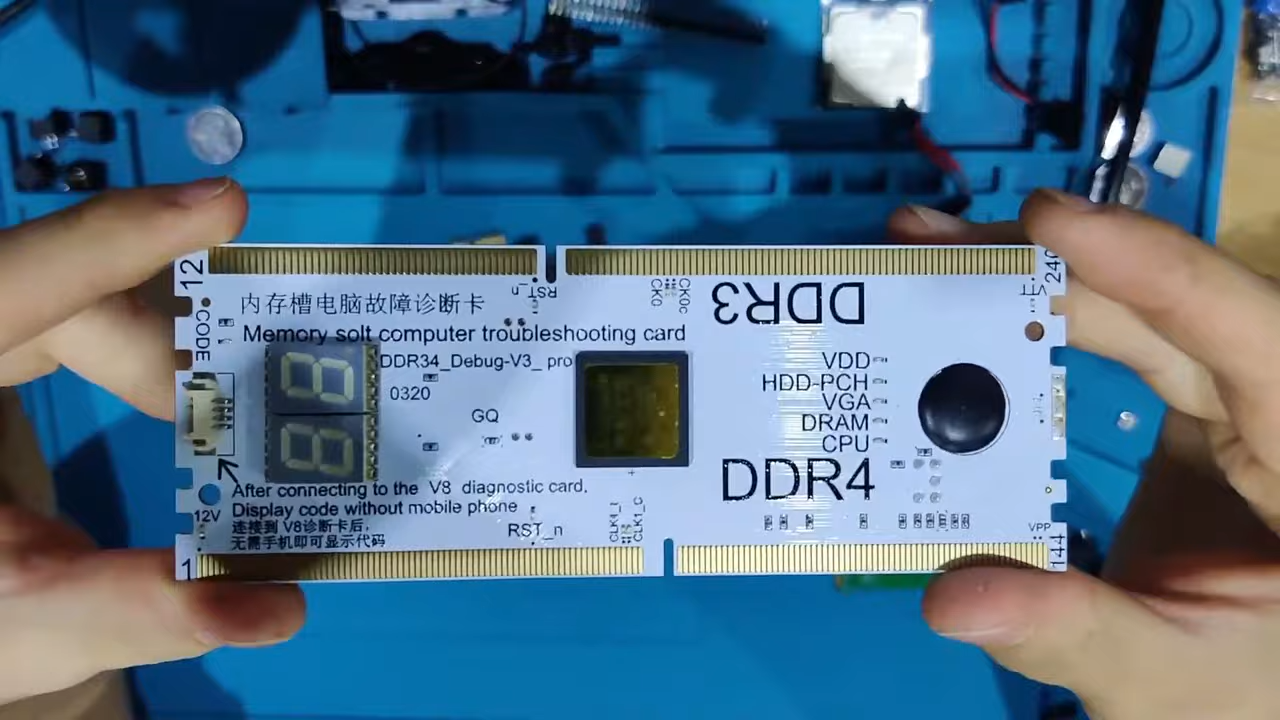 12
240
RST_n
CK0
CK0c
DDR3
CODE
内存槽电脑故障诊断卡
Memory solt computer troubleshooting card
DDR34_Debug-V3_ pro
0320
GQ
88
VDD
HDD-PCH
VGA
DRAM
CPU
DDR4
After connecting to the V8 diagnostic card,
Display code without mobile phone
连接到 V8诊断卡后,
无需手机即可显示代码
12V
RST_n
CLK1_t
CLK1_c
VPP
1
144